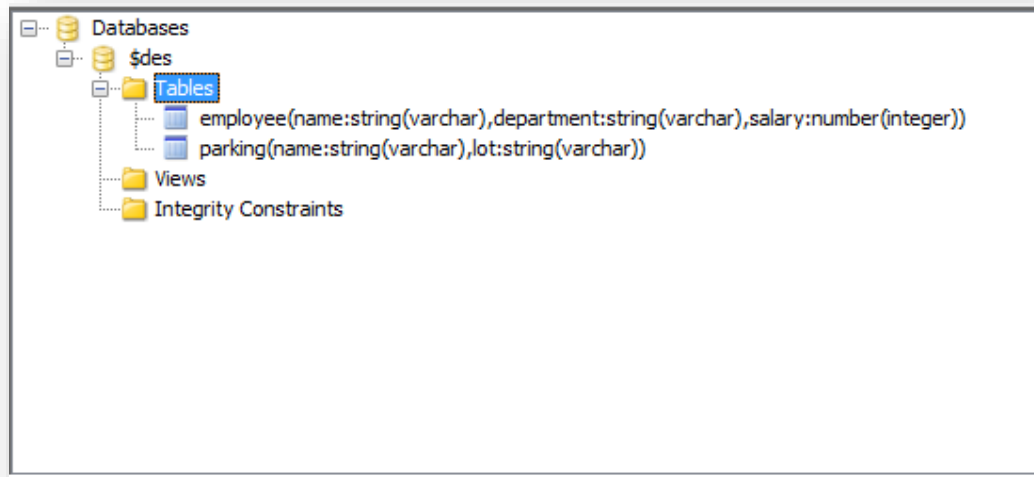 Databases
$des
Tables
employee(name:string(varchar),department:string(varchar),salary:number(integer))
parking(name:string(varchar),lot:string(varchar))
Views
Integrity Constraints